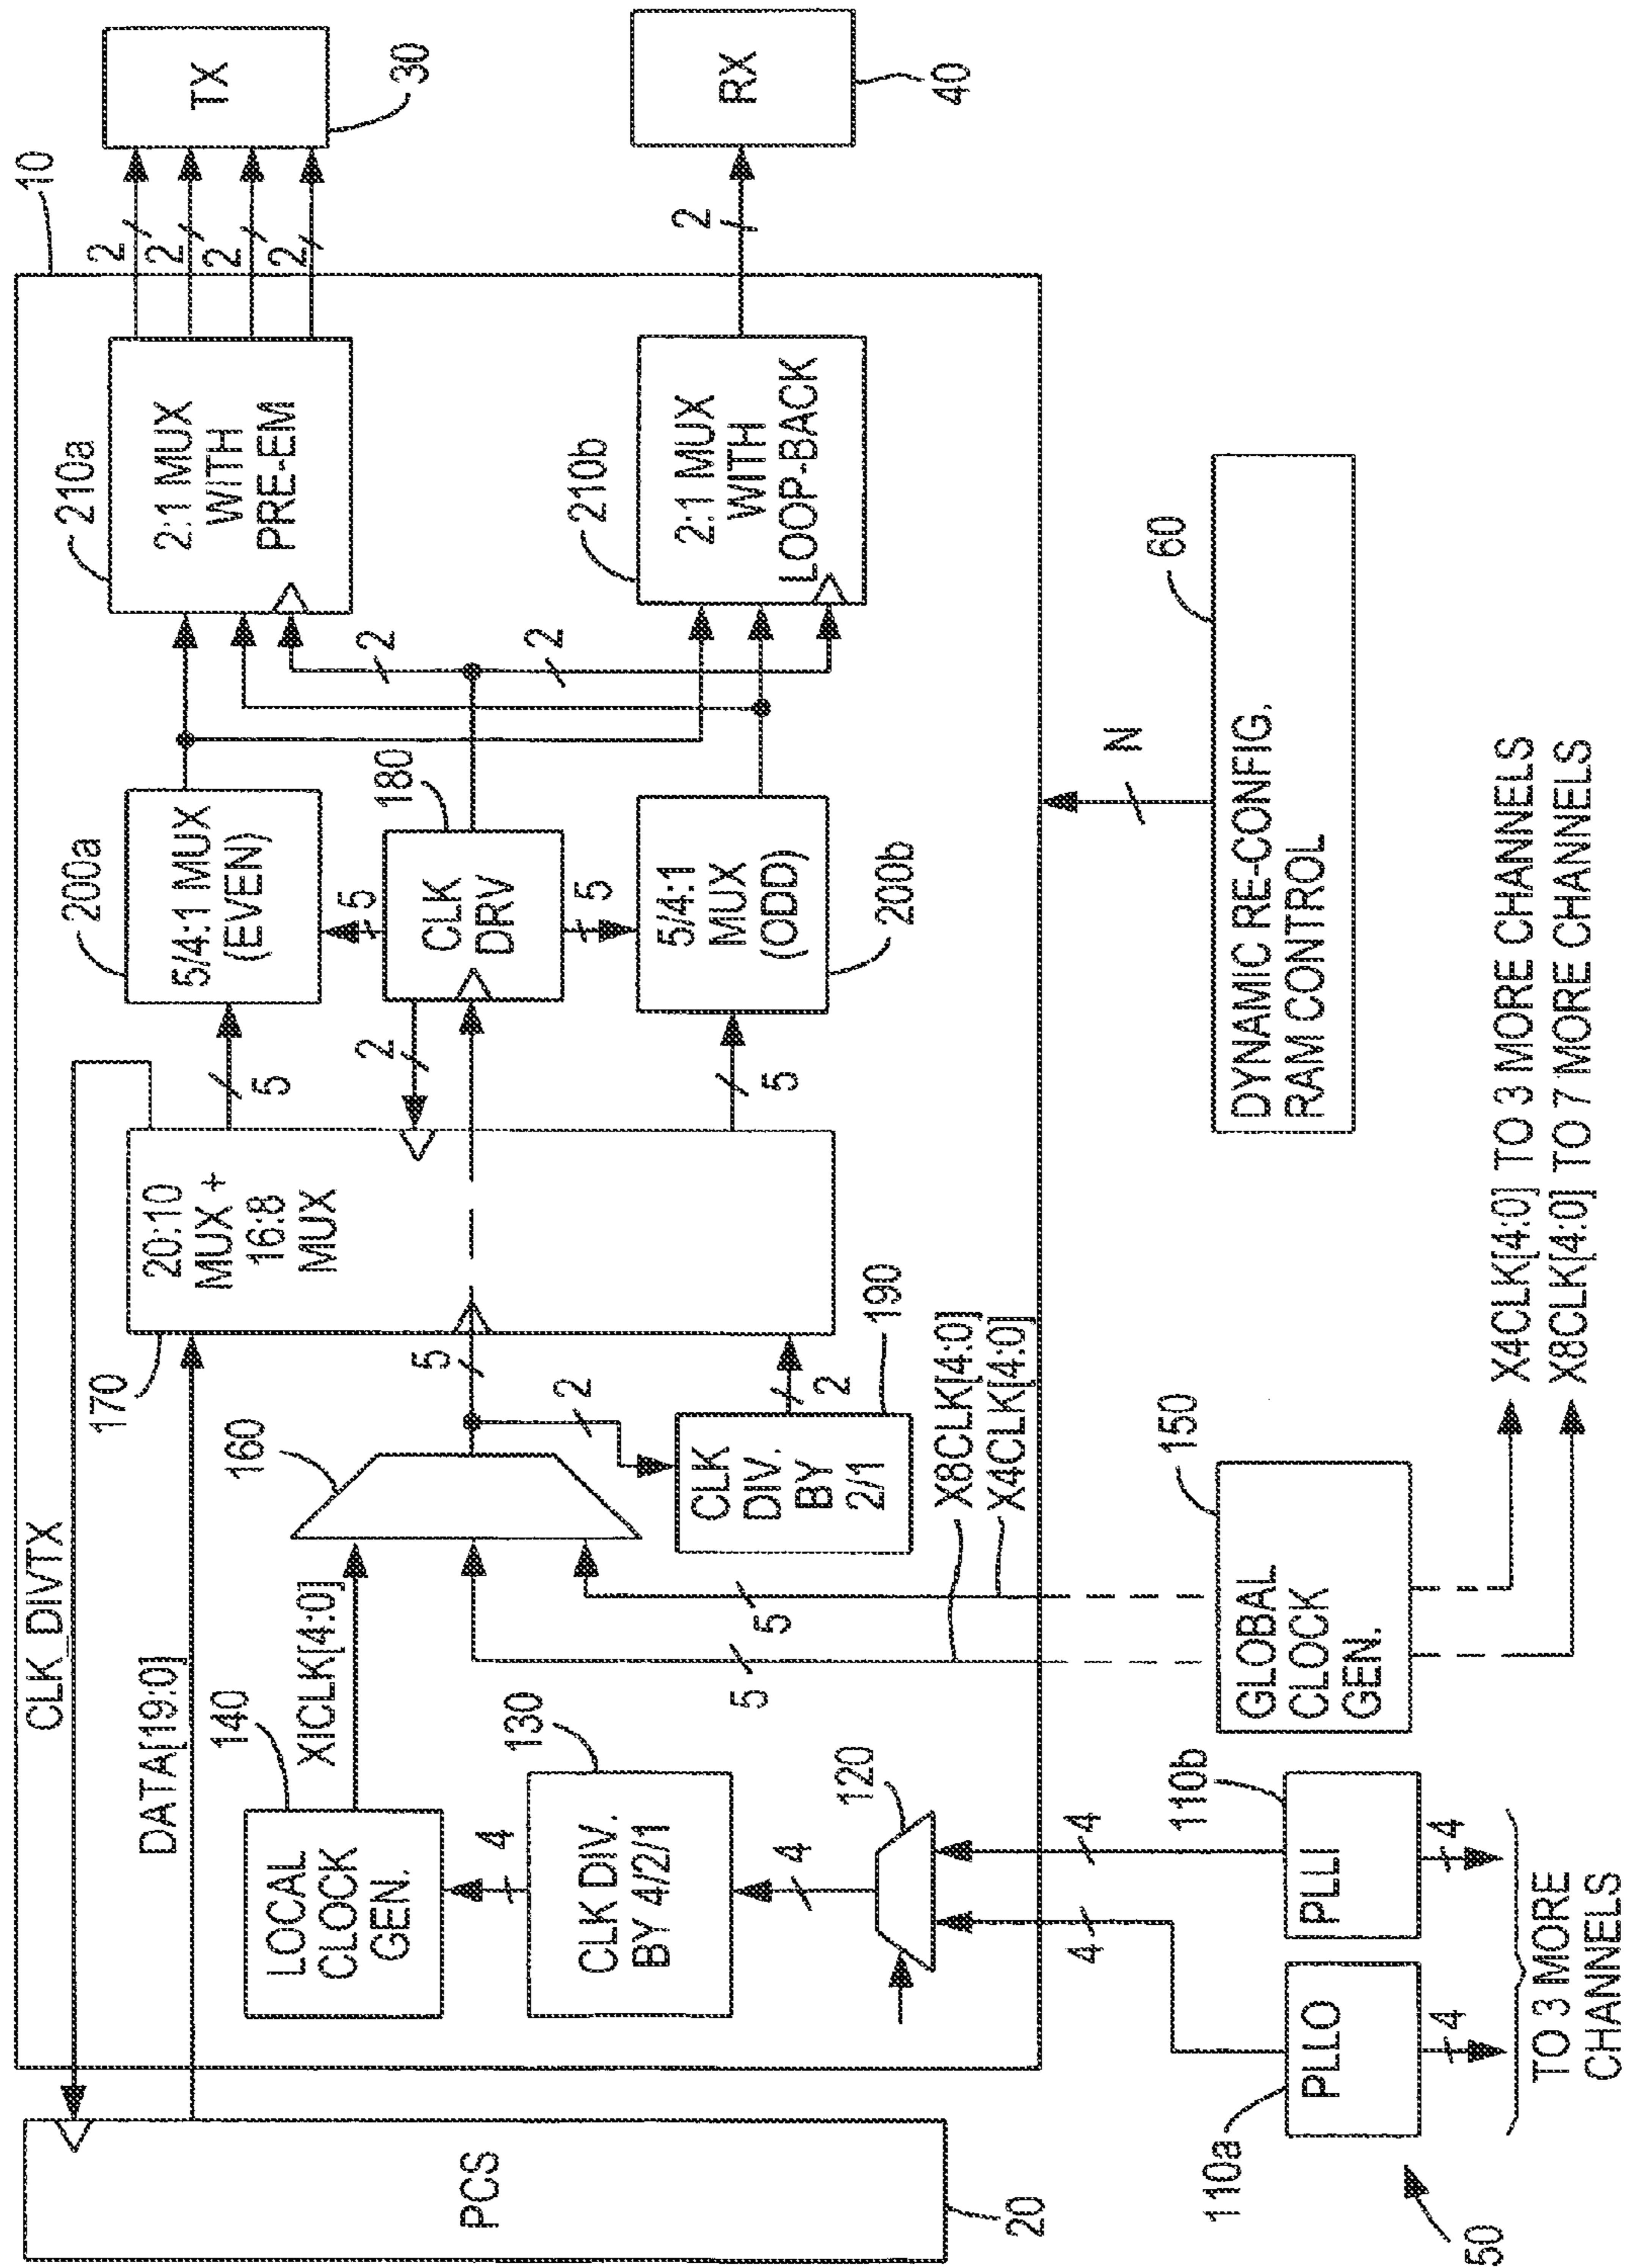 10
CLK_DIVTX
DATA[19:0]
PCS
20
140
LOCAL
CLOCK
GEN.
XICLK[4:0]
4
130
CLK DIV.
BY 4/2/1
4
120
4
4
160
5
2
CLK
DIV.
BY
2/1
190
2
5
5
X8CLK[4:0]
X4CLK[4:0]
170
20:10
MUX +
16:8
MUX
5
2
5
200a
5/4:1 MUX
(EVEN)
5
180
CLK
DRV
5
5/4:1
MUX
(ODD)
200b
2
2
210a
2:1 MUX
WITH
PRE-EM
210b
2:1 MUX
WITH
LOOP-BACK
2
2
2
2
2
TX
30
RX
40
110a
PLLO
4
110b
PLLI
4
TO 3 MORE
CHANNELS
50
150
GLOBAL
CLOCK
GEN.
X4CLK[4:0] TO 3 MORE CHANNELS
X8CLK[4:0] TO 7 MORE CHANNELS
N
60
DYNAMIC PRE-CONFIG,
RAM CONTROL